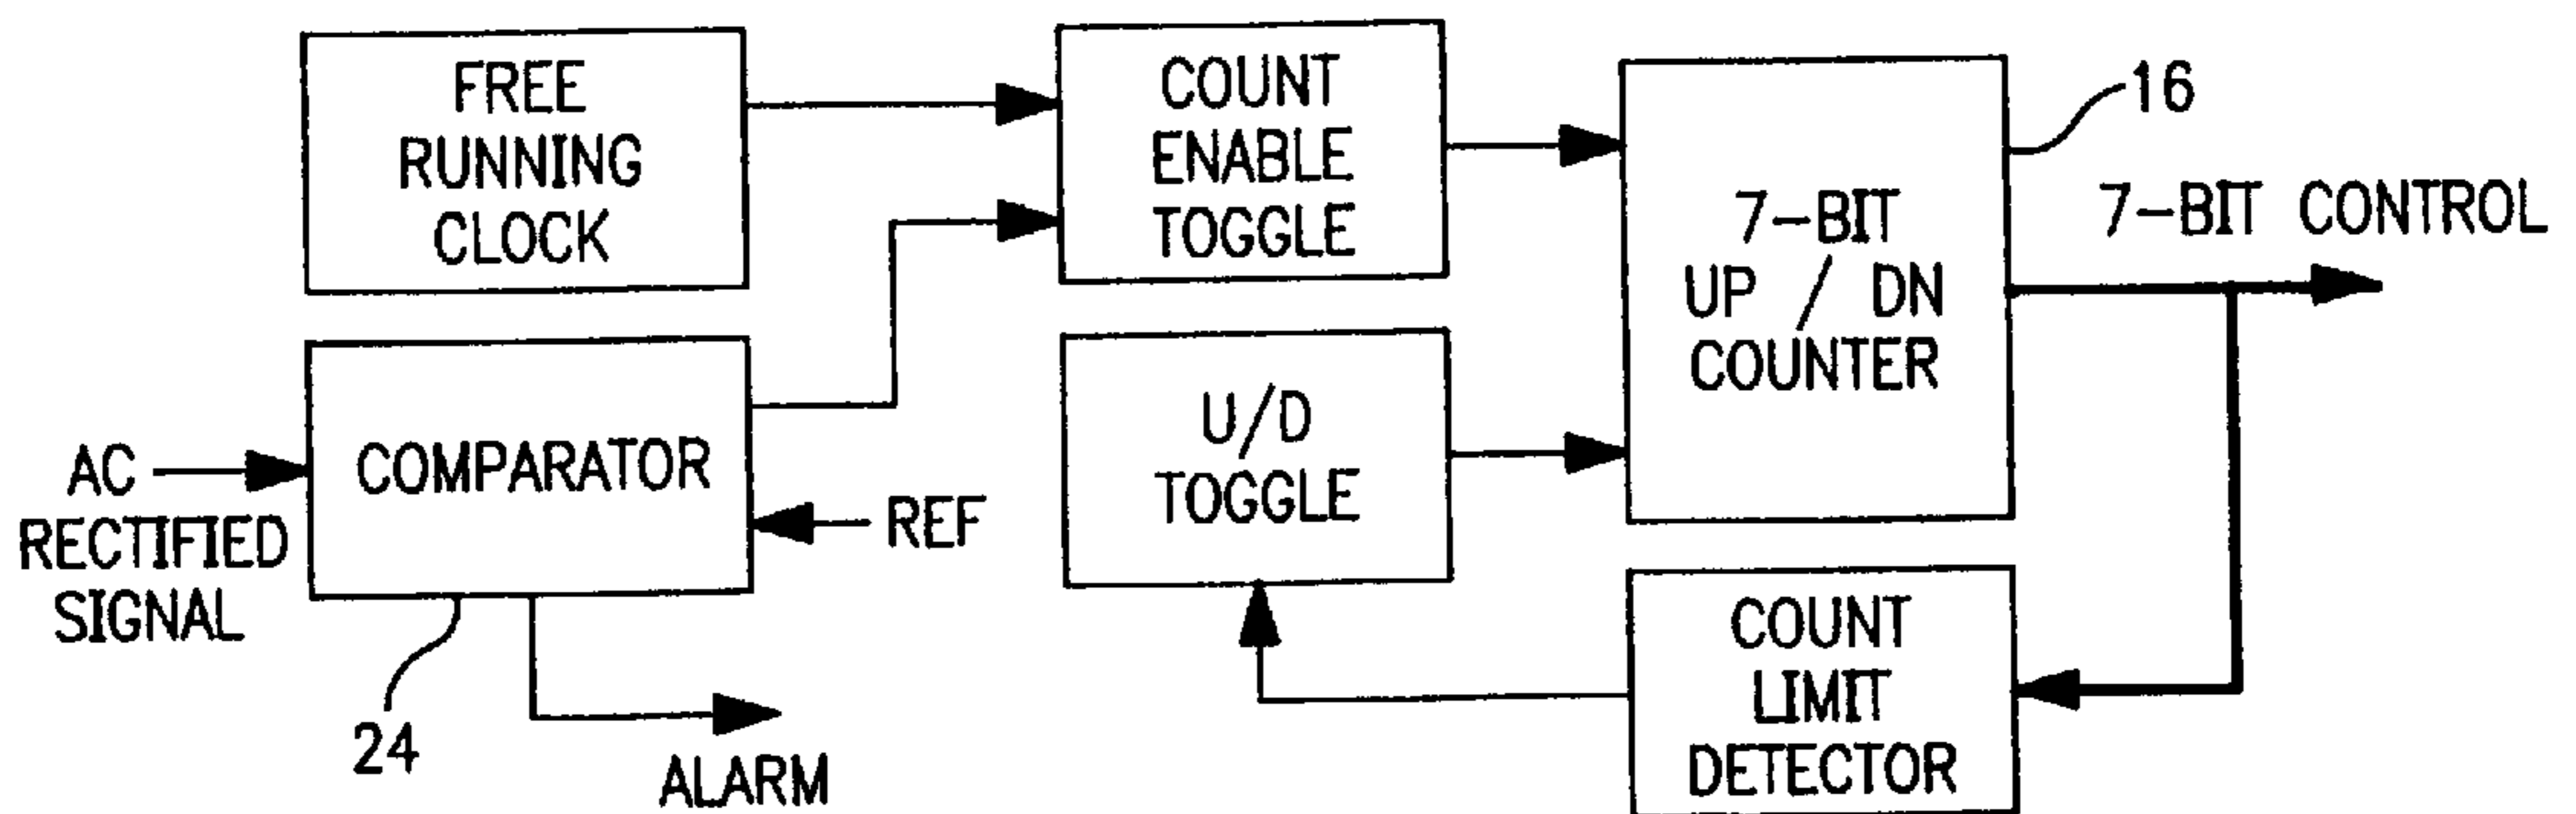 FREE
RUNNING
CLOCK
COUNT
ENABLE
TOGGLE
7-BIT
UP / DN
COUNTER
16
7-BIT CONTROL
AC
RECTIFIED
SIGNAL
COMPARATOR
REF
24
ALARM
U/D
TOGGLE
COUNT
LIMIT
DETECTOR